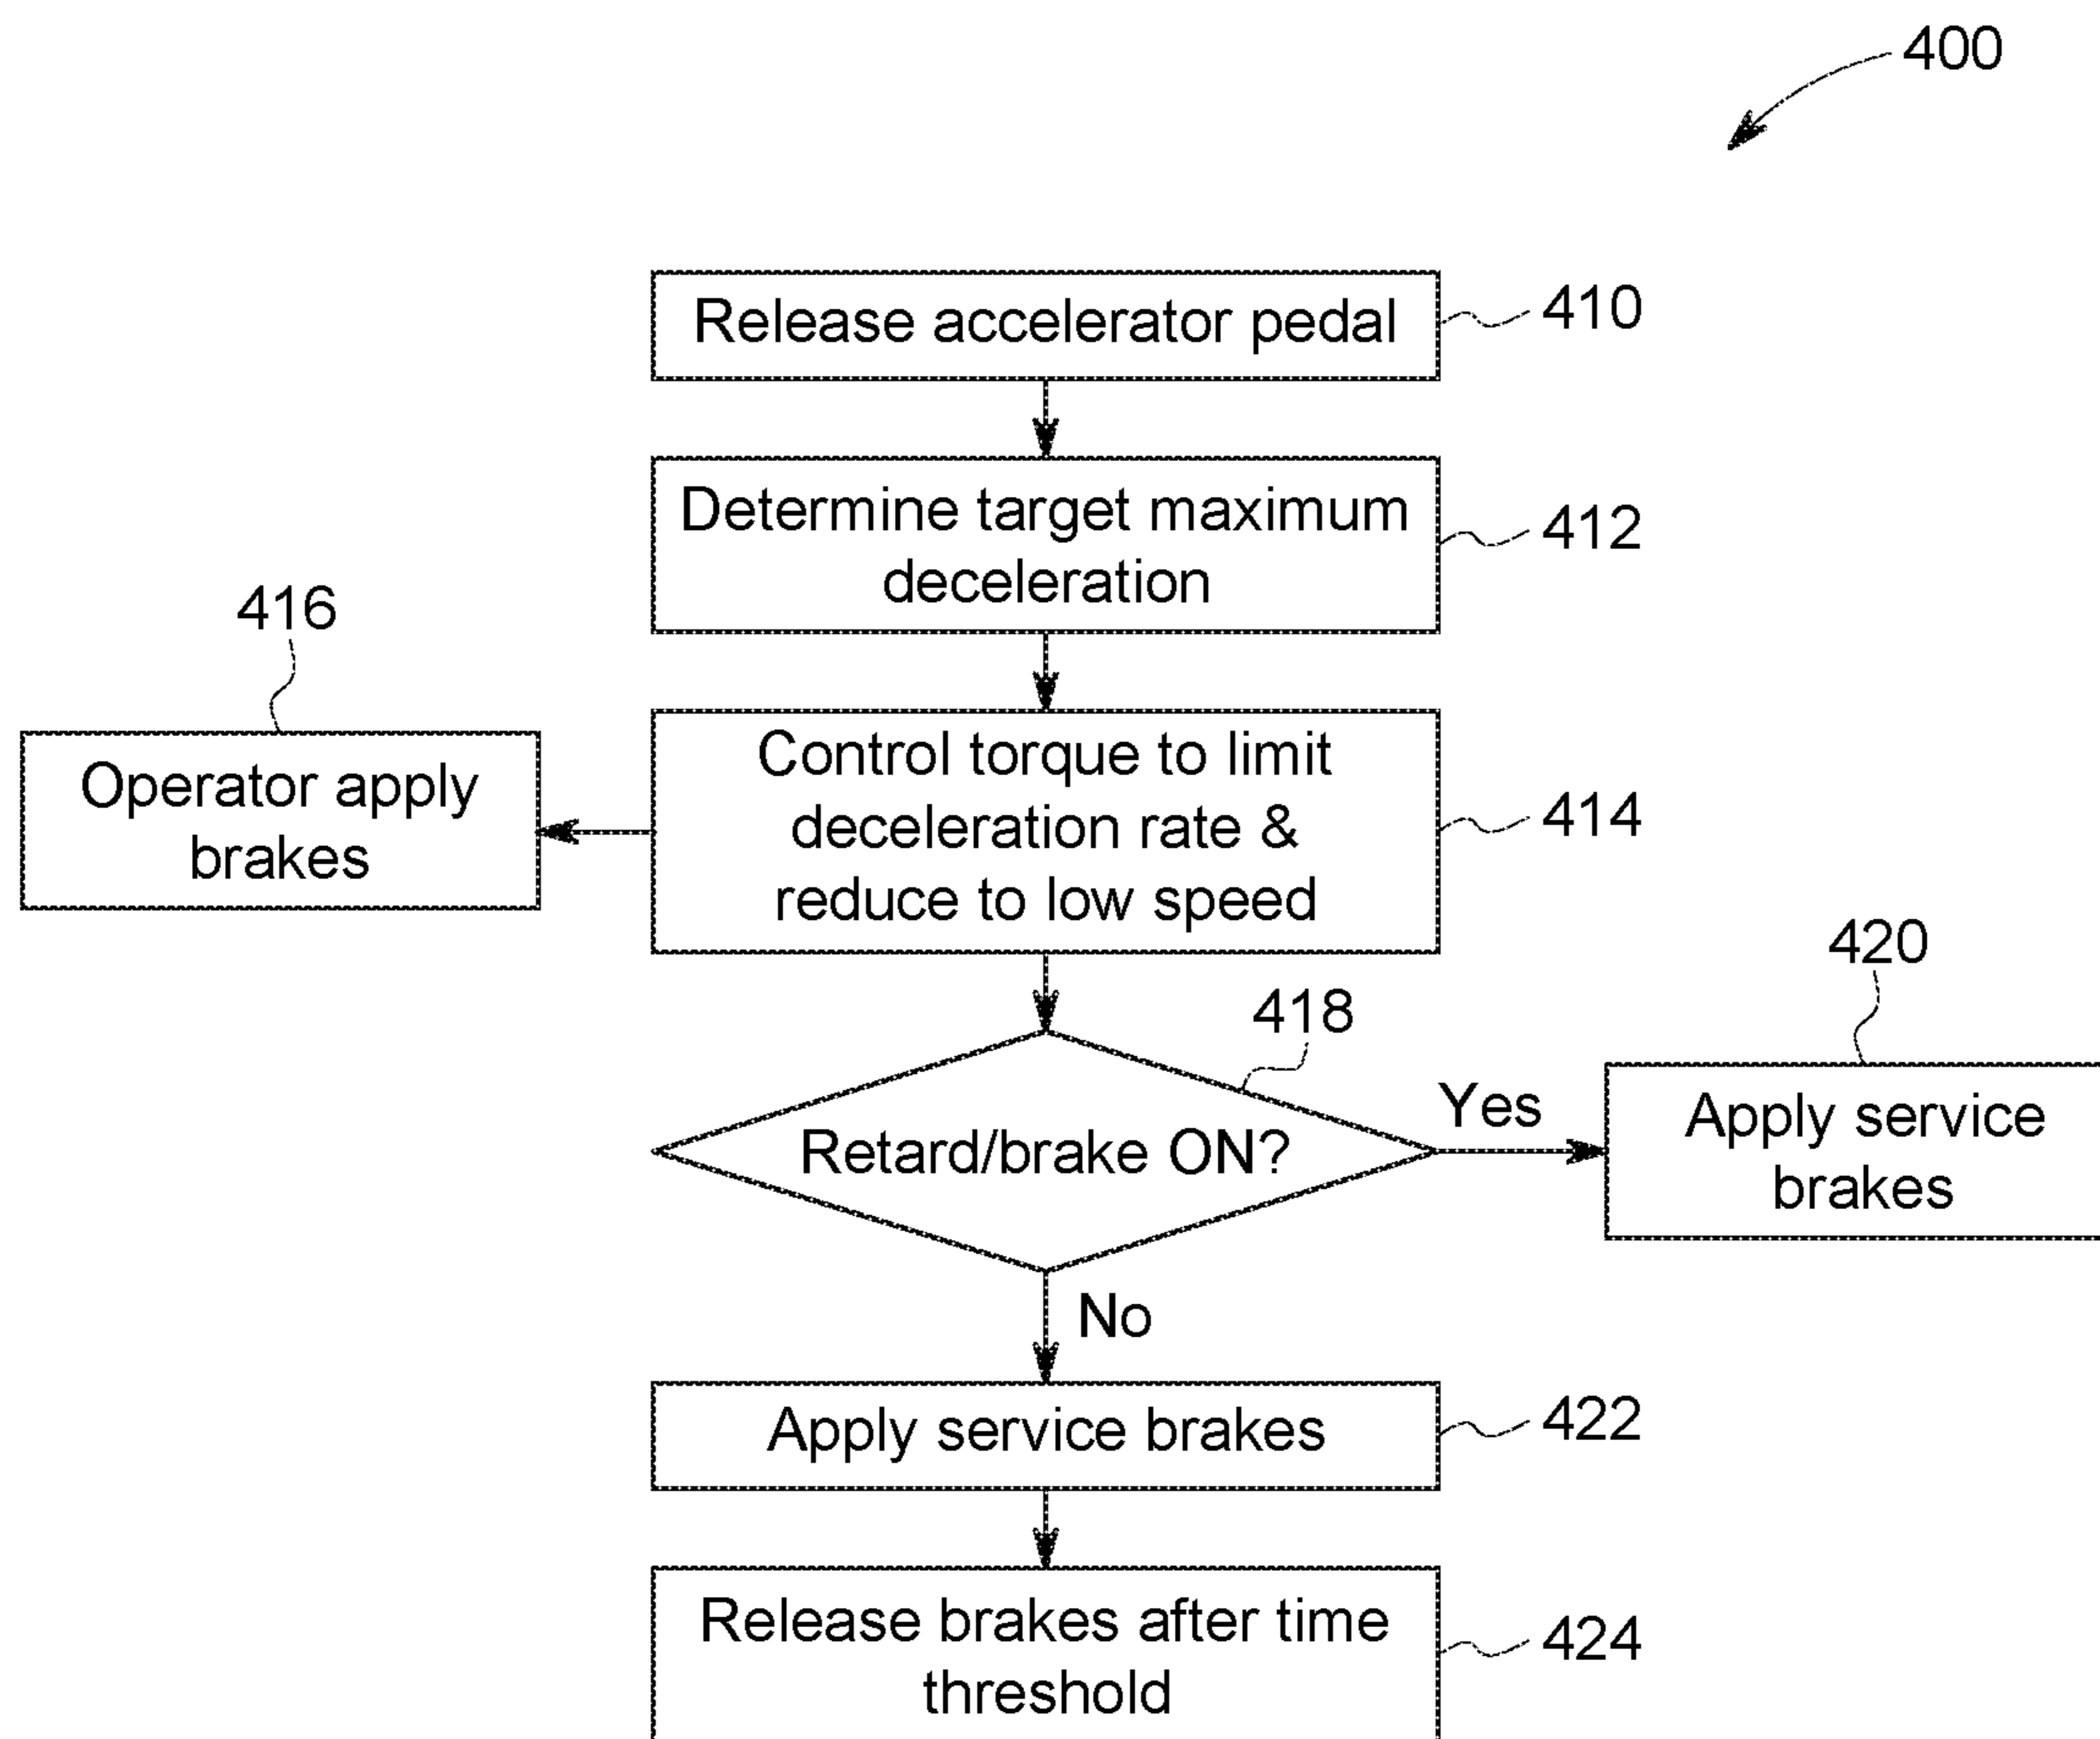 400
Release accelerator pedal
410
Determine target maximum
deceleration
412
416
Operator apply
brakes
Control torque to limit
deceleration rate &
reduce to low speed
414
418
Retard/brake ON?
Yes
420
Apply service
brakes
No
Apply service brakes
422
Release brakes after time
threshold
424